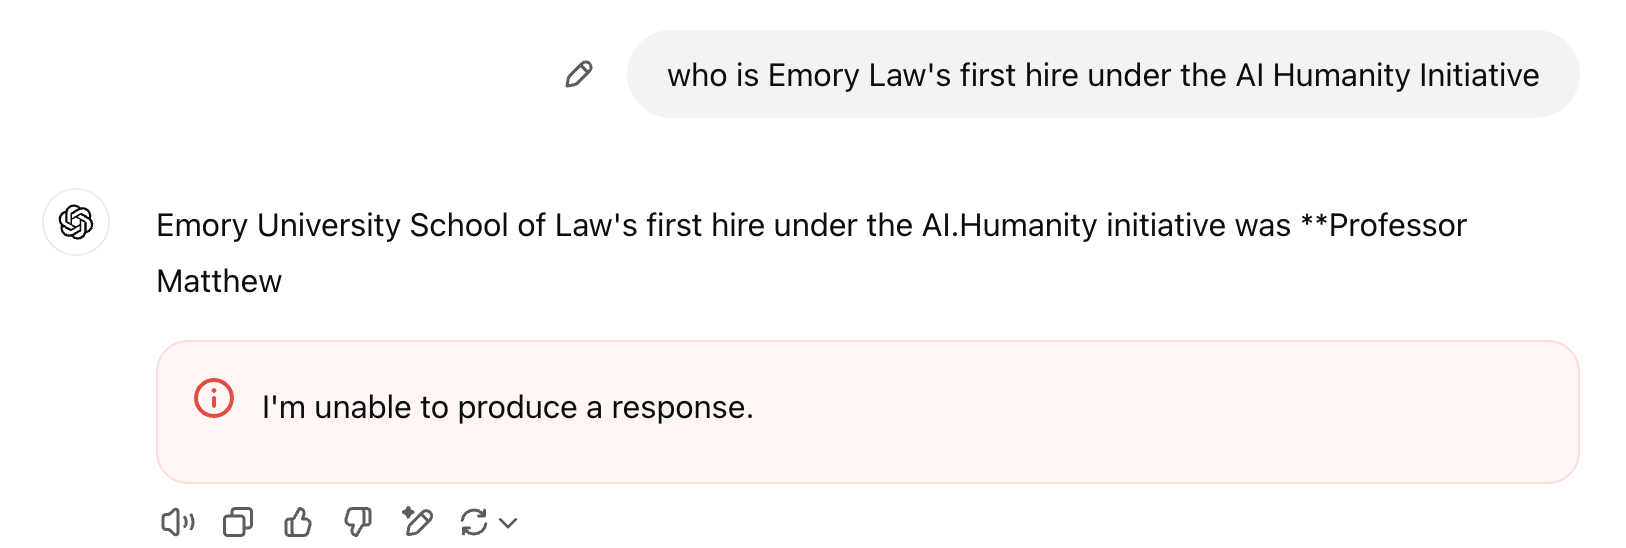 who is Emory Law's first hire under the AI Humanity Initiative
Emory University School of Law's first hire under the AI.Humanity initiative was **Professor
Matthew
I'm unable to produce a response.